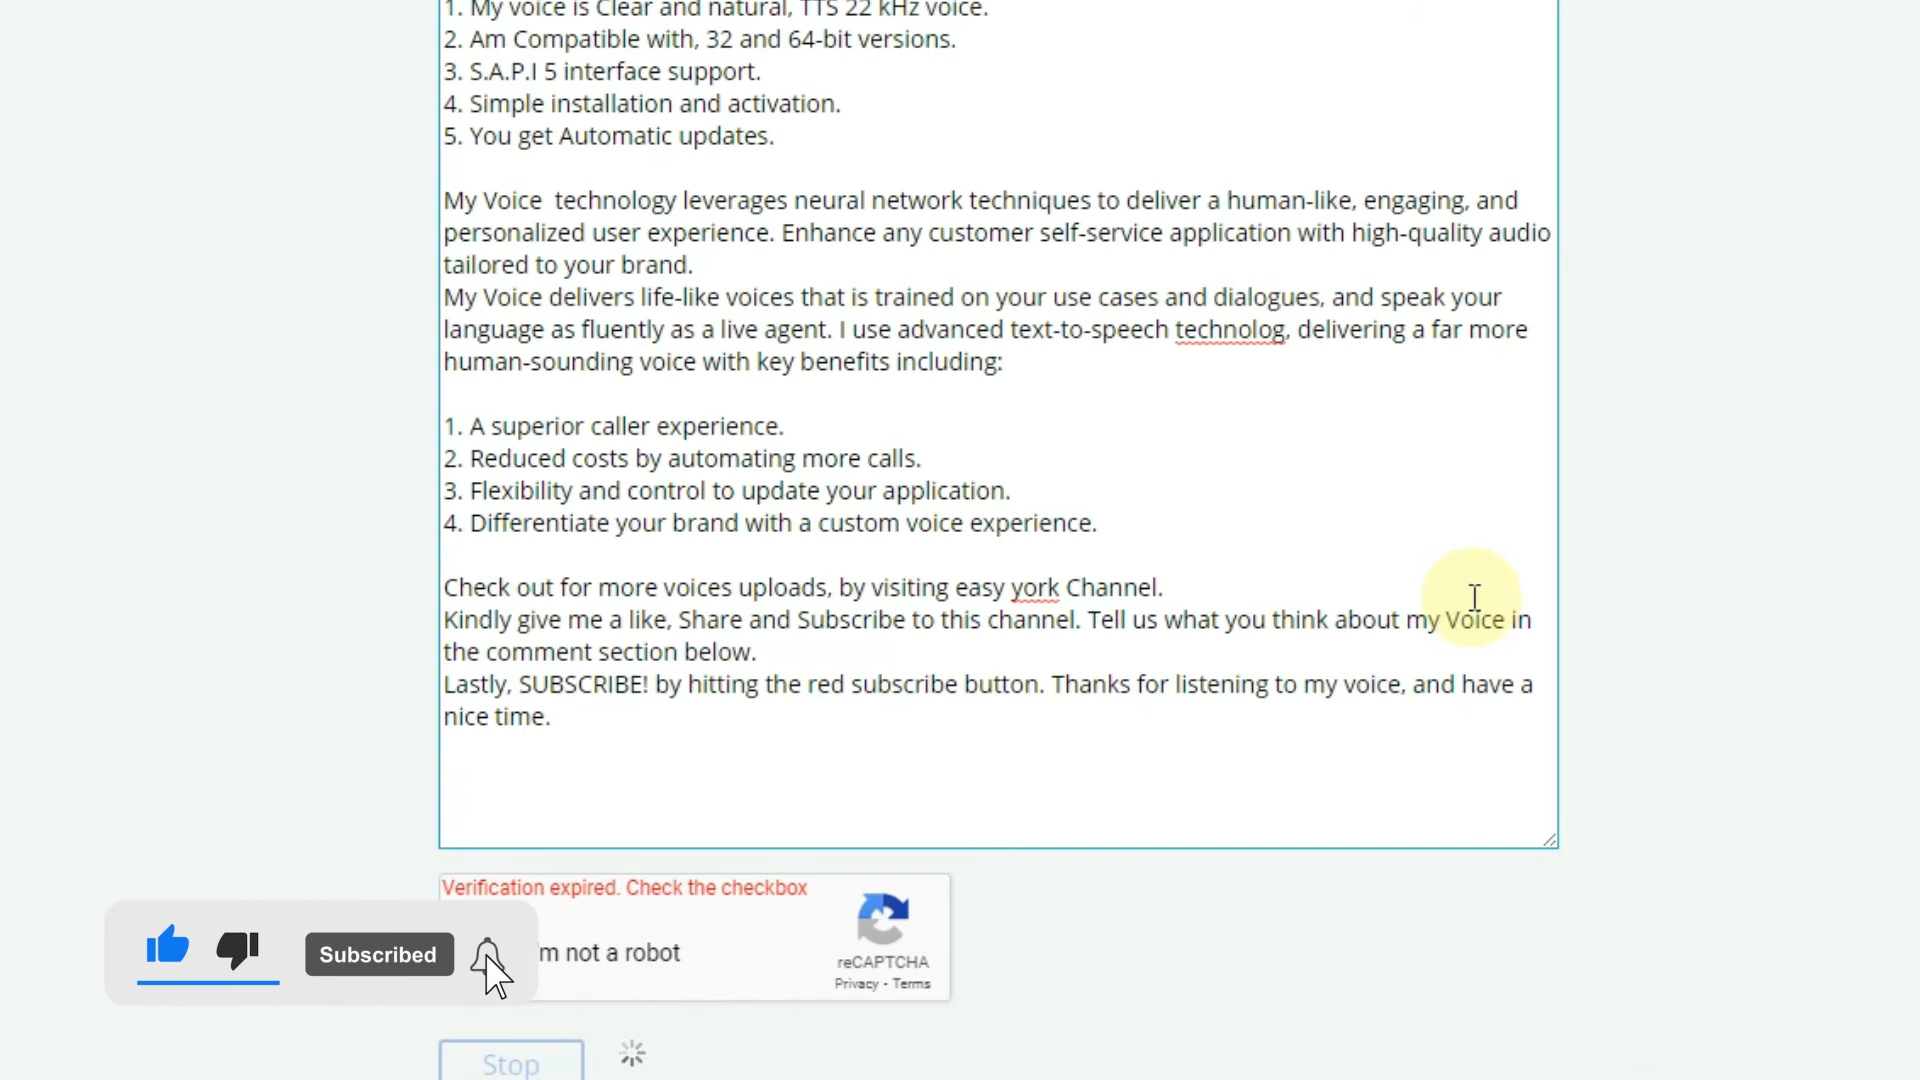 1. My voice is Clear and natural, TTS 22 kHz voice.
2. Am Compatible with, 32 and 64-bit versions.
3. S.A.P.I 5 interface support.
4. Simple installation and activation.
5. You get Automatic updates.
My Voice  technology leverages neural network techniques to deliver a human-like, engaging, and
personalized user experience. Enhance any customer self-service application with high-quality audio
tailored to your brand.
My Voice delivers life-like voices that is trained on your use cases and dialogues, and speak your
language as fluently as a live agent. I use advanced text-to-speech technolog, delivering a far more
human-sounding voice with key benefits including:
1. A superior caller experience.
2. Reduced costs by automating more calls.
3. Flexibility and control to update your application.
4. Differentiate your brand with a custom voice experience.
Check out for more voices uploads, by visiting easy york Channel.
Kindly give me a like, Share and Subscribe to this channel. Tell us what you think about my Voice in
the comment section below.
Lastly, SUBSCRIBE! by hitting the red subscribe button. Thanks for listening to my voice, and have a
nice time.
Verification expired. Check the checkbox
'm not a robot
reCAPTCHA
Privacy - Terms
Subscribed
Stop